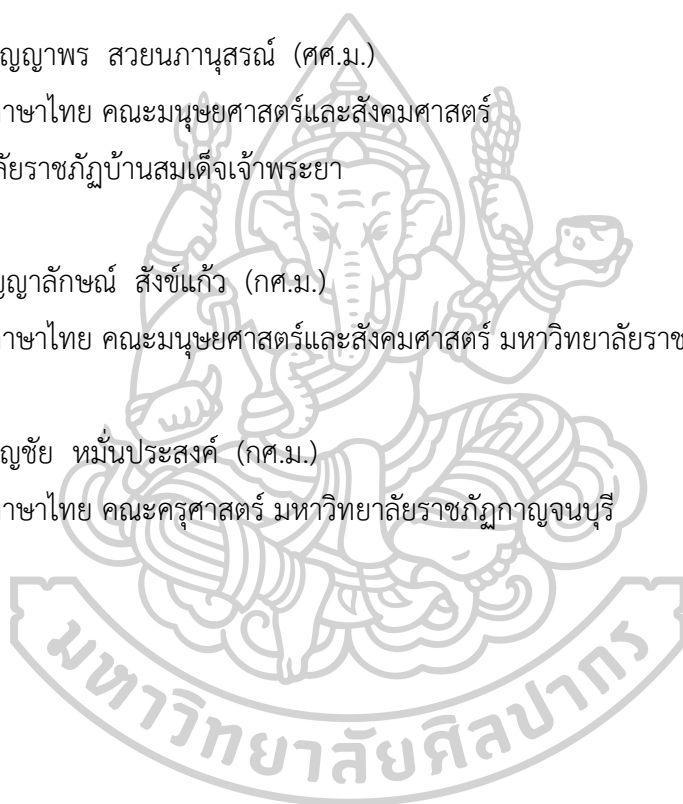 ญญาพร สวยนภานุสรณ์ (ศศ.ม.)
าษาไทย คณะมนุษยศาสตร์และสังคมศาสตร์
ลัยราชภัฏบ้านสมเด็จเจ้าพระยา
ญญาลักษณ์ สังข์แก้ว (กศ.ม.)
าษาไทย คณะมนุษยศาสตร์และสังคมศาสตร์ มหาวิทยาลัยราช
ญชัย หมั่นประสงค์ (กศ.ม.)
าษาไทย คณะครุศาสตร์ มหาวิทยาลัยราชภัฏกาญจนบุรี
มหาวิทยาลัยศิลปากร